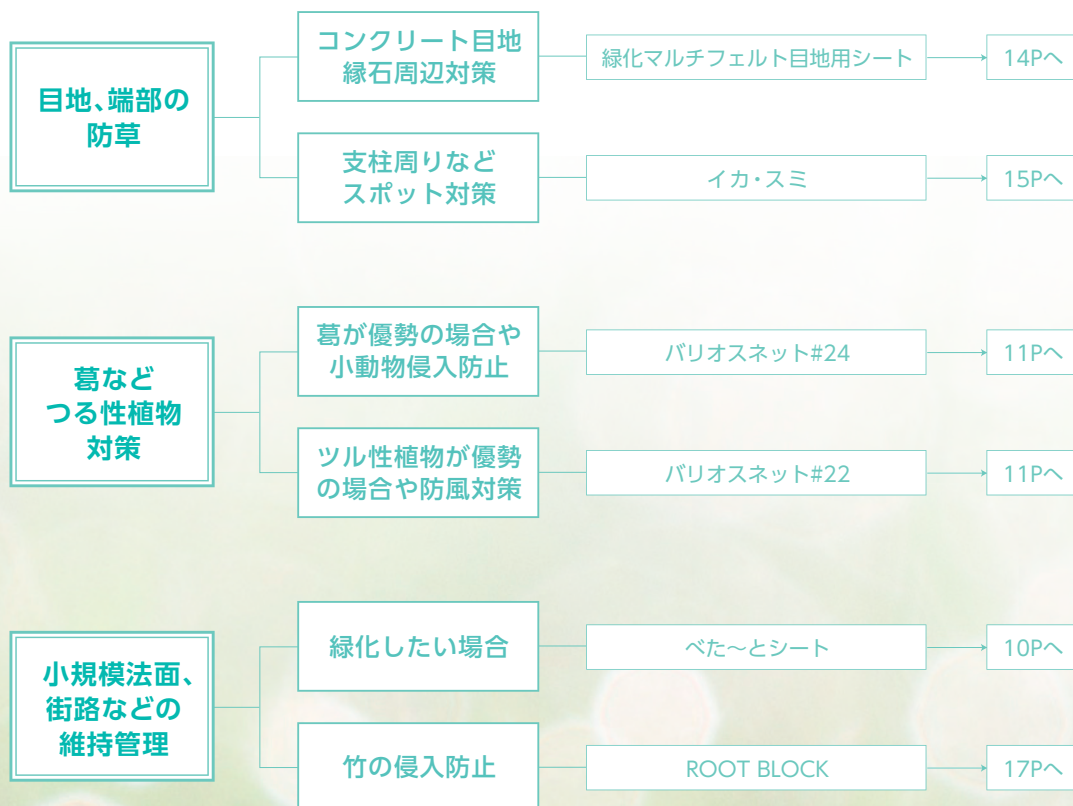 目地、端部の
防草
コンクリート目地
縁石周辺対策
緑化マルチフェルト目地用シート
14Pへ
支柱周りなど
スポット対策
イカ・スミ
15Pへ
葛など
つる性植物
対策
葛が優勢の場合や
小動物侵入防止
バリオスネット#24
11Pへ
ツル性植物が優勢
の場合や防風対策
バリオスネット#22
11Pへ
小規模法面、
街路などの
維持管理
緑化したい場合
べた～とシート
10Pへ
竹の侵入防止
ROOT BLOCK
17Pへ